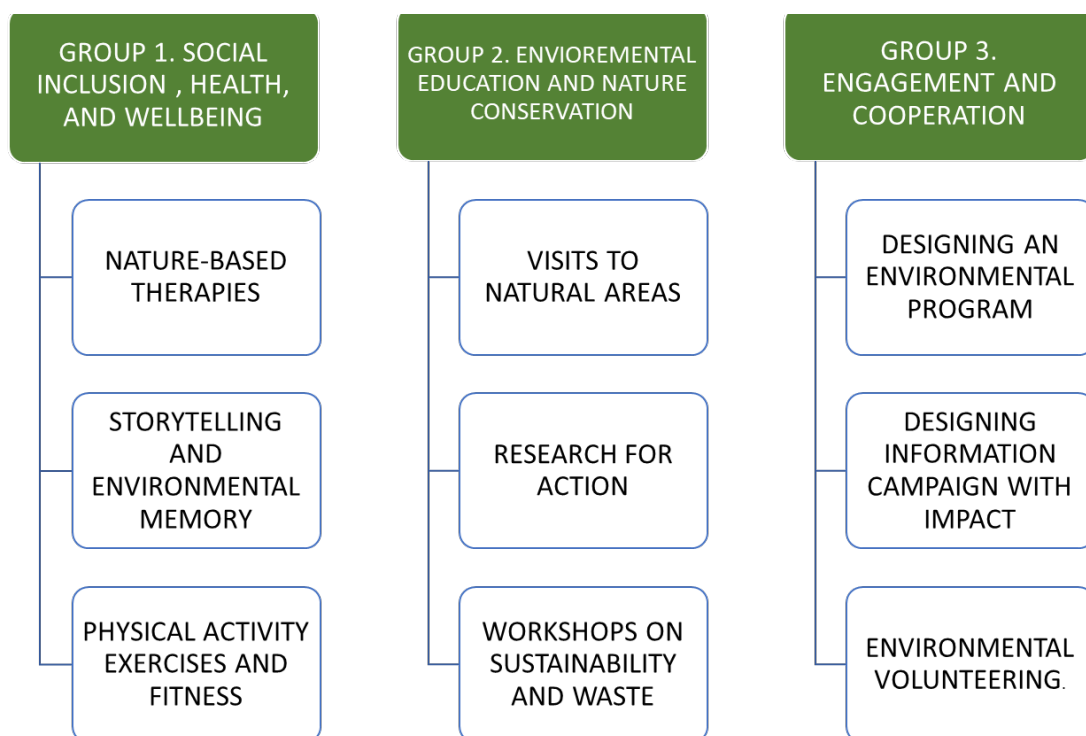 GROUP 1. SOCIAL
INCLUSION , HEALTH,
AND WELLBEING
NATURE-BASED
THERAPIES
STORYTELLING
AND
ENVIRONMENTAL
MEMORY
PHYSICAL ACTIVITY
EXERCISES AND
FITNESS
GROUP 2. ENVIOREMENTAL
EDUCATION AND NATURE
CONSERVATION
VISITS TO
NATURAL AREAS
RESEARCH FOR
ACTION
WORKSHOPS ON
SUSTAINABILITY
AND WASTE
GROUP 3.
ENGAGEMENT AND
COOPERATION
DESIGNING AN
ENVIRONMENTAL
PROGRAM
DESIGNING
INFORMATION
CAMPAIGN WITH
IMPACT
ENVIRONMENTAL
VOLUNTEERING.